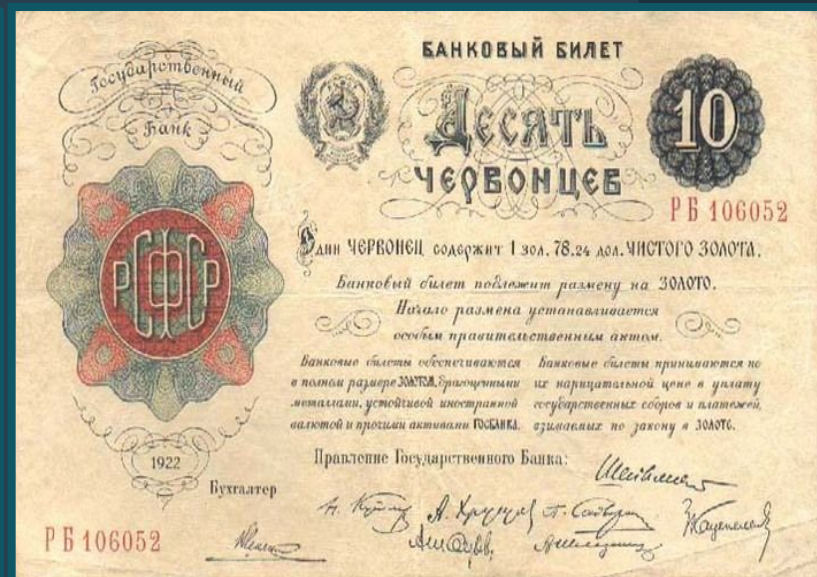 Государственный
Банк
БАНКОВЫЙ БИЛЕТ
ДЕСЯТЬ
ЧЕРВОНЦЕВ
10
РБ 106052
РСФСР
Один ЧЕРВОНЕЦ содержит 1 зол. 78.24 дол. ЧИСТОГО ЗОЛОТА.
Банковый билет подлежит размену на ЗОЛОТО.
Начало размена устанавливается
особым правительственным актом.
Банковые билеты обеспечиваются
в полном размере ЗОЛОТОМ, драгоценными
металлами, устойчивой иностранной
валютой и прочими активами ГОСБАНКА.
Банковые билеты принимаются по
их нарицательной цене в уплату
государственных сборов и платежей,
взимаемых по закону в ЗОЛОТЕ.
1922
Правление Государственного Банка:
Бухгалтер
РБ 106052